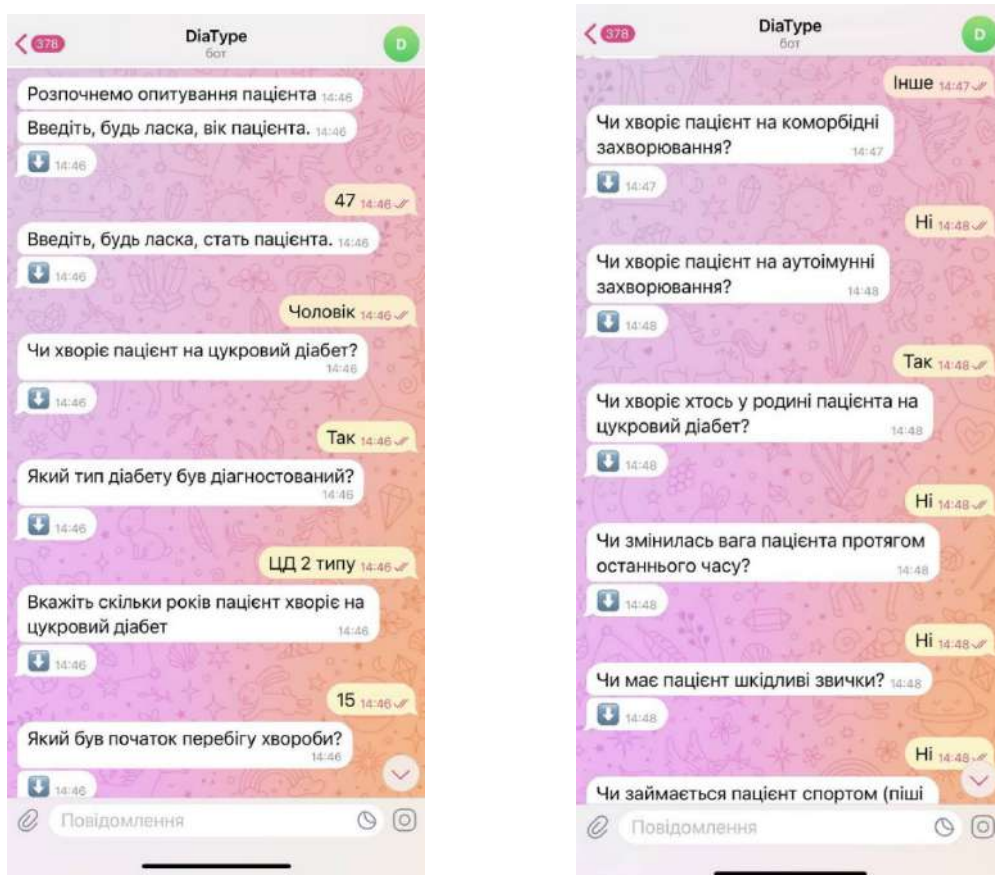 378
DiaType
бот
D
Розпочнемо опитування пацієнта 14:46
Введіть, будь ласка, вік пацієнта. 14:46
14:46
47 14:46
Введіть, будь ласка, стать пацієнта. 14:46
14:46
Чоловік 14:46
Чи хворіє пацієнт на цукровий діабет?
14:46
14:46
Так 14:46
Який тип діабету був діагностований?
14:46
14:46
ЦД 2 типу 14:46
Вкажіть скільки років пацієнт хворіє на
цукровий діабет 14:46
14:46
15 14:46
Який був початок перебігу хвороби?
14:46
14:46
Повідомлення
378
DiaType
бот
D
Інше 14:47
Чи хворіє пацієнт на коморбідні
захворювання? 14:47
14:47
Ні 14:48
Чи хворіє пацієнт на аутоімунні
захворювання? 14:48
14:48
Так 14:48
Чи хворіє хтось у родині пацієнта на
цукровий діабет? 14:48
14:48
Ні 14:48
Чи змінилась вага пацієнта протягом
останнього часу? 14:48
14:48
Ні 14:48
Чи має пацієнт шкідливі звички? 14:48
14:48
Ні 14:48
Чи займається пацієнт спортом (піші
Повідомлення